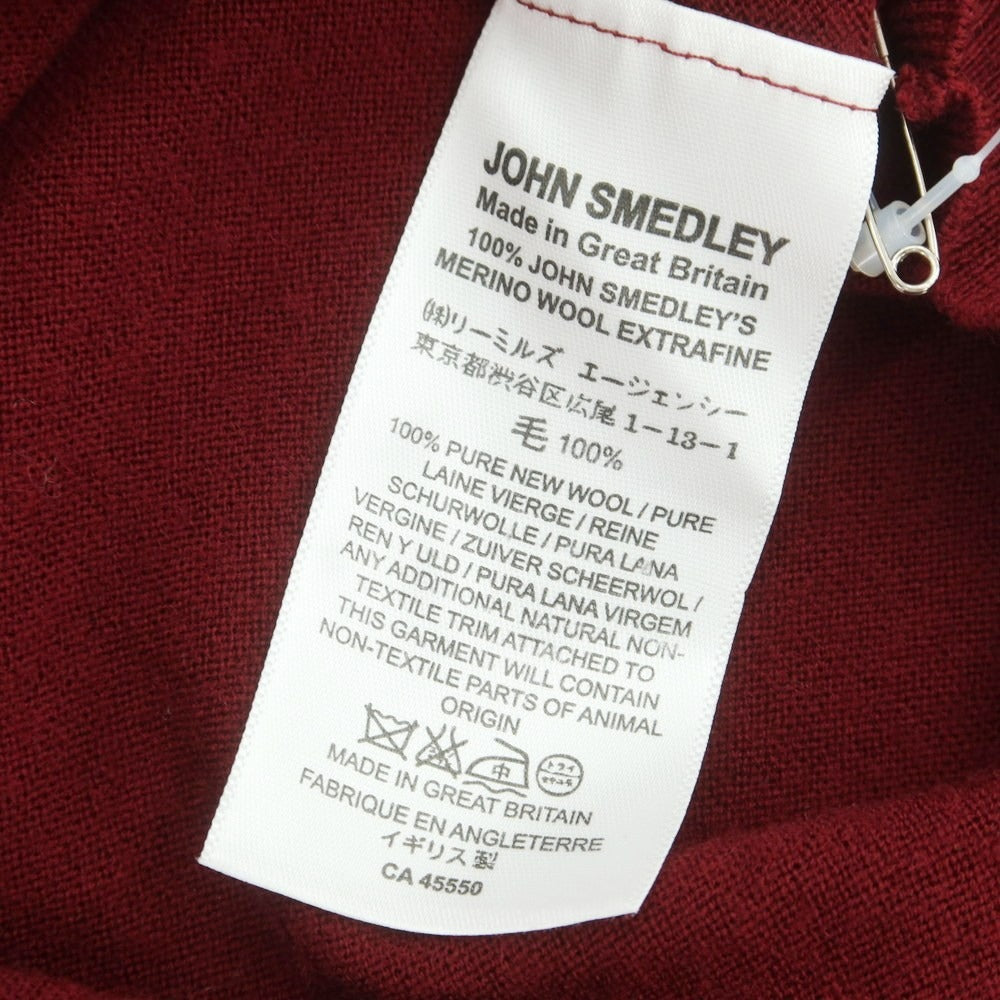 JOHN SMEDLEY
Made in Great Britain
100% JOHN SMEDLEY'S
MERINO WOOL EXTRAFINE
㈱リーミルズ エージェンシー
東京都渋谷区広尾 1-13-1
毛 100%
100% PURE NEW WOOL / PURE
LAINE VIERGE / REINE
SCHURWOLLE / PURA LANA
VERGINE / ZUIVER SCHEERWOL /
REN Y ULD / PURA LANA VIRGEM
ANY ADDITIONAL NATURAL NON-
TEXTILE TRIM ATTACHED TO
THIS GARMENT WILL CONTAIN
NON-TEXTILE PARTS OF ANIMAL
ORIGIN
中 ドライ
MADE IN GREAT BRITAIN
FABRIQUE EN ANGLETERRE
イギリス製
CA 45550